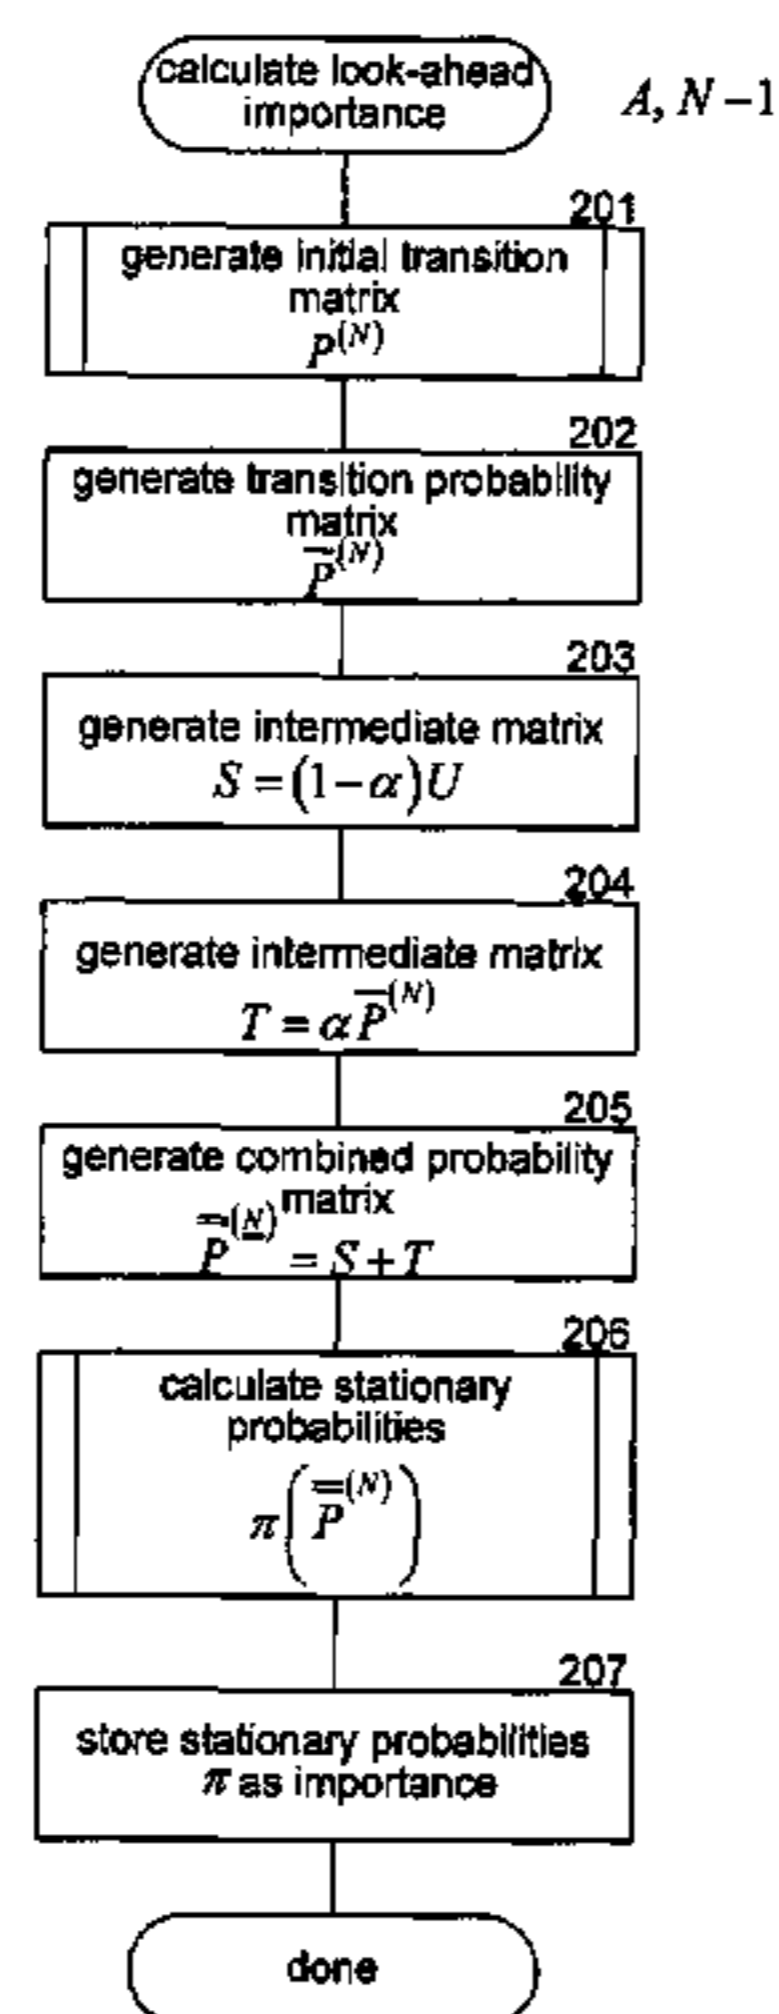 calculate look-ahead
importance
A, N − 1
201
generate initial transition
matrix
P^(N)
202
generate transition probability
matrix
P̅^(N)
203
generate intermediate matrix
S = (1 − α)U
204
generate intermediate matrix
T = αP̅^(N)
205
generate combined probability
matrix
P̿^(N) = S + T
206
calculate stationary
probabilities
π(P̿^(N))
207
store stationary probabilities
π as importance
done